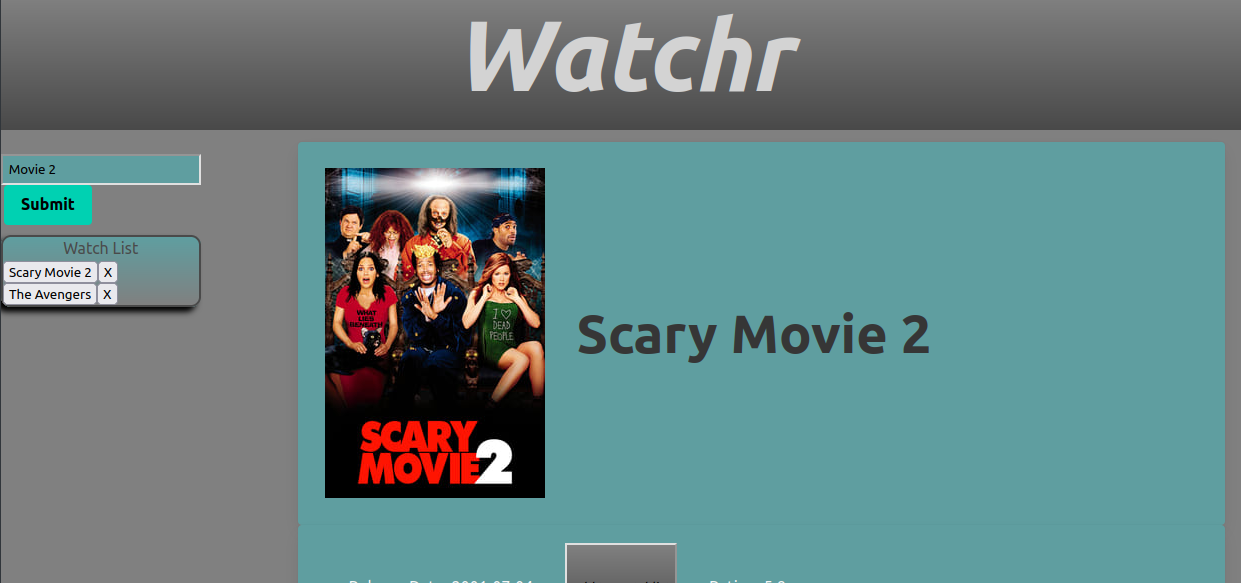 Watchr
Movie 2
Submit
Watch List
Scary Movie 2 X
The Avengers X
WHAT
LIES
BENEATH
I ♡
DEAD
PEOPLE
SCARY
MOVIE 2
Scary Movie 2